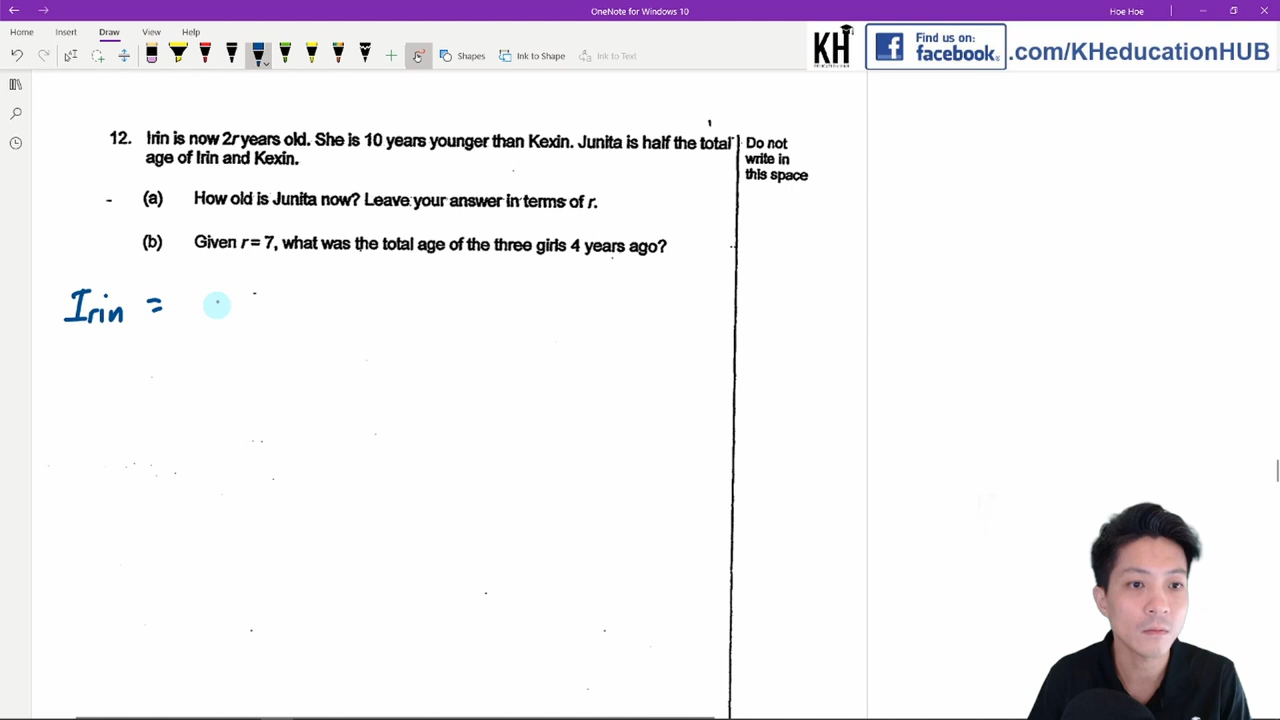 OneNote for Windows 10
Hoe Hoe
Home Insert Draw View Help
Shapes Ink to Shape Ink to Text
KH
Find us on:
facebook. .com/KHeducationHUB
12. Irin is now 2r years old. She is 10 years younger than Kexin. Junita is half the total
age of Irin and Kexin.
Do not
write in
this space
(a) How old is Junita now? Leave your answer in terms of r.
(b) Given r = 7, what was the total age of the three girls 4 years ago?
Irin =